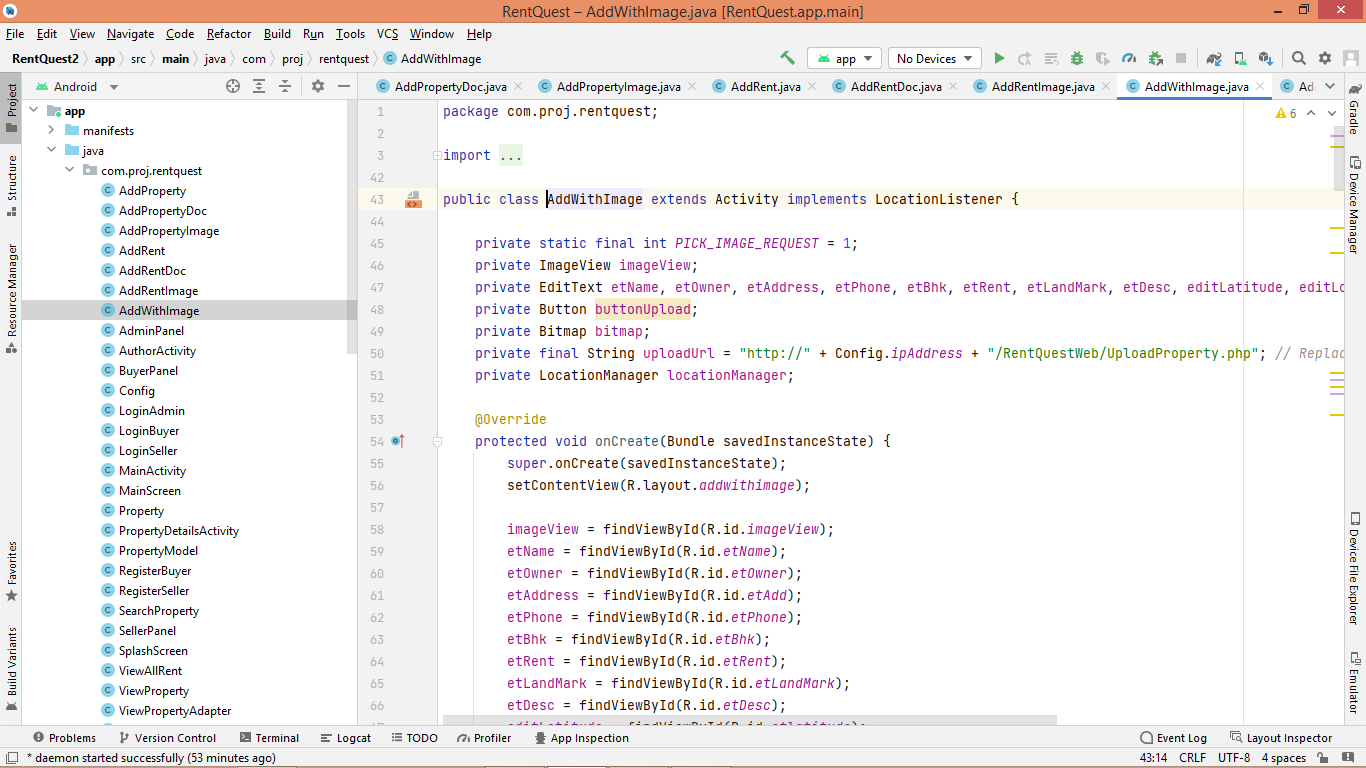 RentQuest – AddWithImage.java [RentQuest.app.main]
File Edit View Navigate Code Refactor Build Run Tools VCS Window Help
RentQuest2 app src main java com proj rentquest AddWithImage
app No Devices
Android
AddPropertyDoc.java AddPropertyImage.java AddRent.java AddRentDoc.java AddRentImage.java AddWithImage.java Ad
Project
Structure
Resource Manager
Favorites
Build Variants
app
manifests
java
com.proj.rentquest
AddProperty
AddPropertyDoc
AddPropertyImage
AddRent
AddRentDoc
AddRentImage
AddWithImage
AdminPanel
AuthorActivity
BuyerPanel
Config
LoginAdmin
LoginBuyer
LoginSeller
MainActivity
MainScreen
Property
PropertyDetailsActivity
PropertyModel
RegisterBuyer
RegisterSeller
SearchProperty
SellerPanel
SplashScreen
ViewAllRent
ViewProperty
ViewPropertyAdapter
6
1 package com.proj.rentquest;
2
3 import ...
42
43 public class AddWithImage extends Activity implements LocationListener {
44
45 private static final int PICK_IMAGE_REQUEST = 1;
46 private ImageView imageView;
47 private EditText etName, etOwner, etAddress, etPhone, etBhk, etRent, etLandMark, etDesc, editLatitude, editLo
48 private Button buttonUpload;
49 private Bitmap bitmap;
50 private final String uploadUrl = "http://" + Config.ipAddress + "/RentQuestWeb/UploadProperty.php"; // Replac
51 private LocationManager locationManager;
52
53 @Override
54 protected void onCreate(Bundle savedInstanceState) {
55 super.onCreate(savedInstanceState);
56 setContentView(R.layout.addwithimage);
57
58 imageView = findViewById(R.id.imageView);
59 etName = findViewById(R.id.etName);
60 etOwner = findViewById(R.id.etOwner);
61 etAddress = findViewById(R.id.etAdd);
62 etPhone = findViewById(R.id.etPhone);
63 etBhk = findViewById(R.id.etBhk);
64 etRent = findViewById(R.id.etRent);
65 etLandMark = findViewById(R.id.etLandMark);
66 etDesc = findViewById(R.id.etDesc);
Gradle
Device Manager
Device File Explorer
Emulator
Problems Version Control Terminal Logcat TODO Profiler App Inspection Event Log Layout Inspector
* daemon started successfully (53 minutes ago) 43:14 CRLF UTF-8 4 spaces